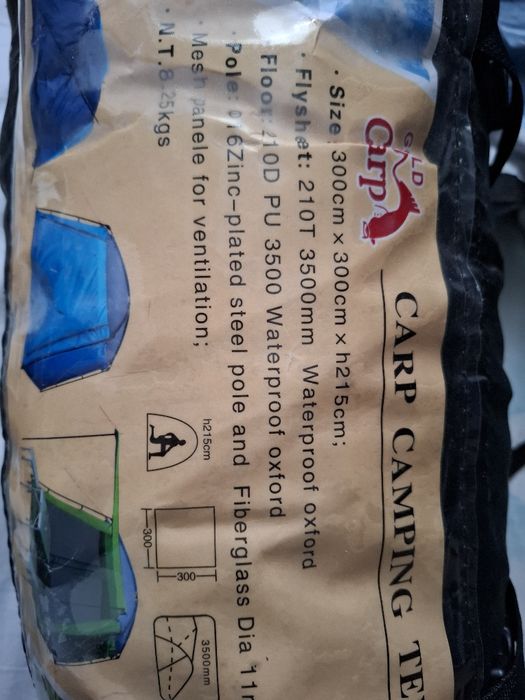 GOLD
Carp
CARP CAMPING TE
· Size 300cm × 300cm × h215cm;
· Flysheet: 210T 3500mm Waterproof oxford
Floor: 210D PU 3500 Waterproof oxford
· Pole: 6Zinc-plated steel pole and Fiberglass Dia 11
· Mesh panele for ventilation;
· N.T.8.25kgs
h215cm
300
300
3500mm